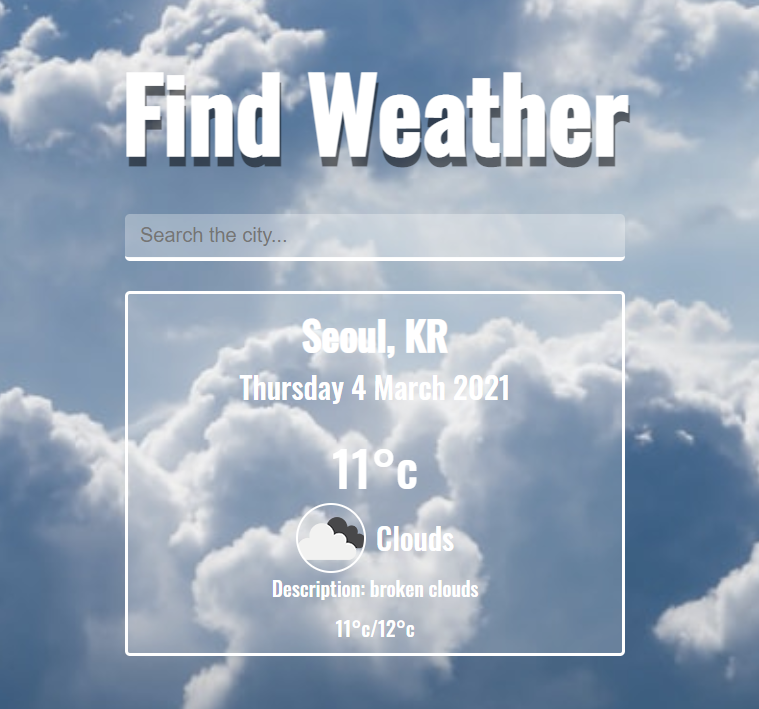 Find Weather
Search the city...
Seoul, KR
Thursday 4 March 2021
11°c
Clouds
Description: broken clouds
11°c/12°c